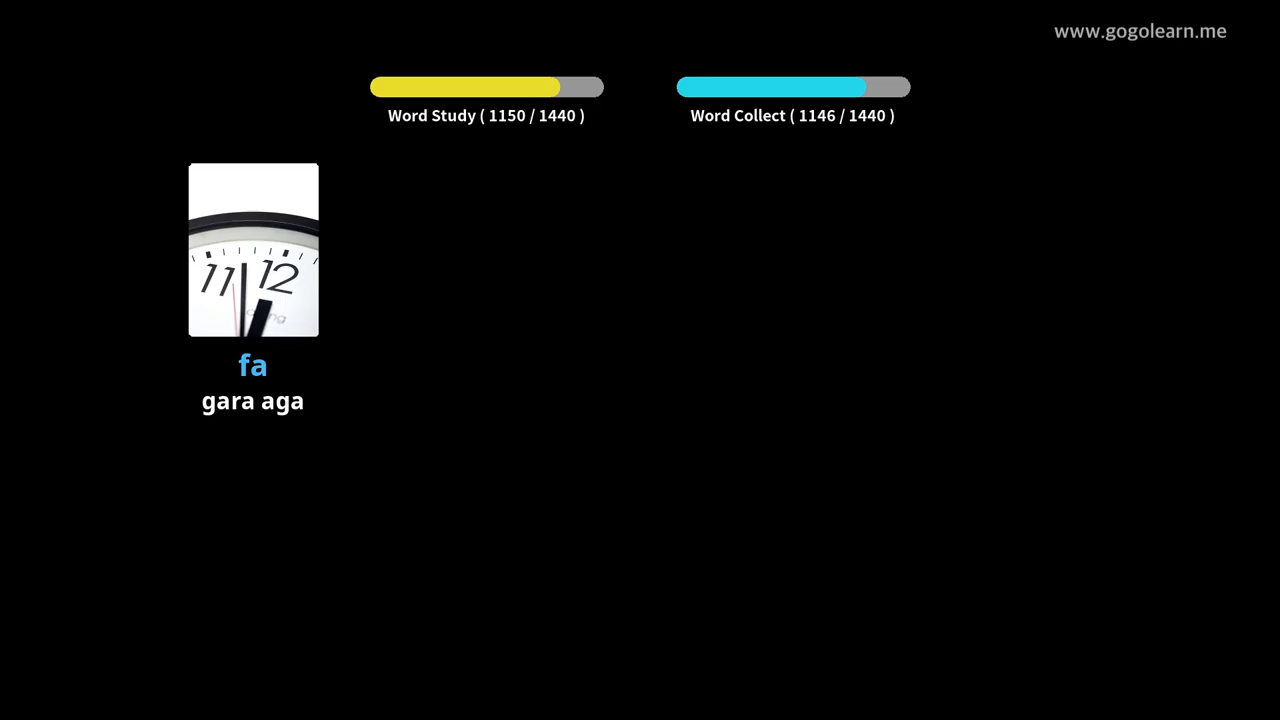 www.gogolearn.me
Word Study ( 1150 / 1440 )
Word Collect ( 1146 / 1440 )
11 12
fa
gara aga